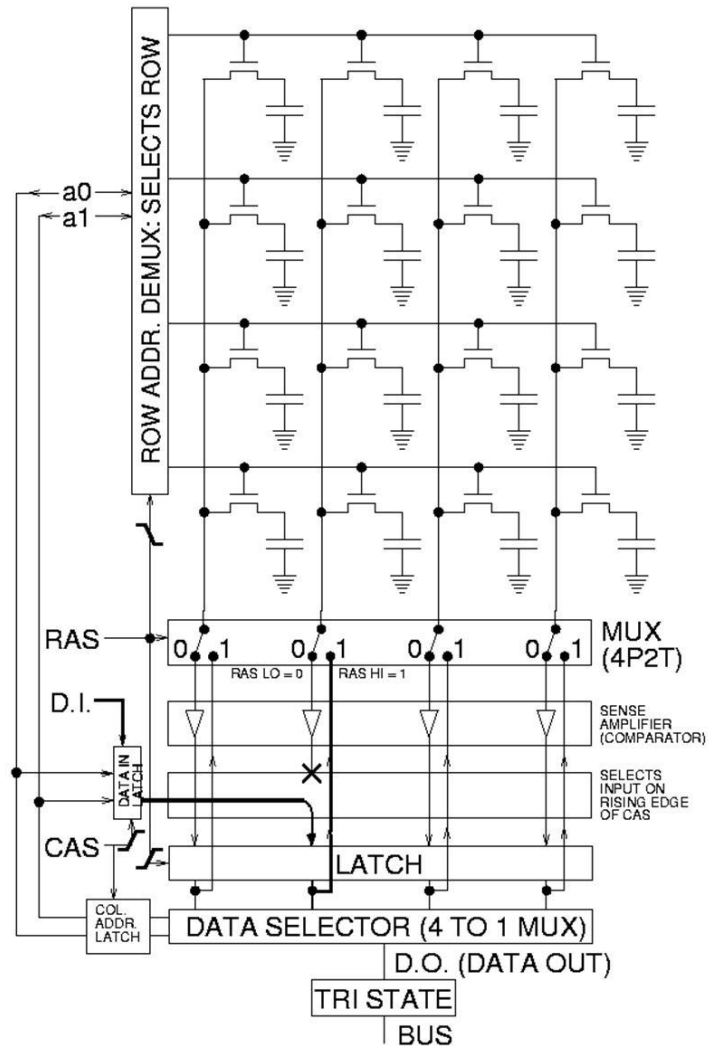 ROW ADDR. DEMUX: SELECTS ROW
a0
a1
RAS
0 1
0 1
0 1
0 1
MUX
(4P2T)
RAS LO = 0
RAS HI = 1
D.I.
SENSE
AMPLIFIER
(COMPARATOR)
DATA IN
LATCH
SELECTS
INPUT ON
RISING EDGE
OF CAS
CAS
LATCH
COL.
ADDR.
LATCH
DATA SELECTOR (4 TO 1 MUX)
D.O. (DATA OUT)
TRI STATE
BUS